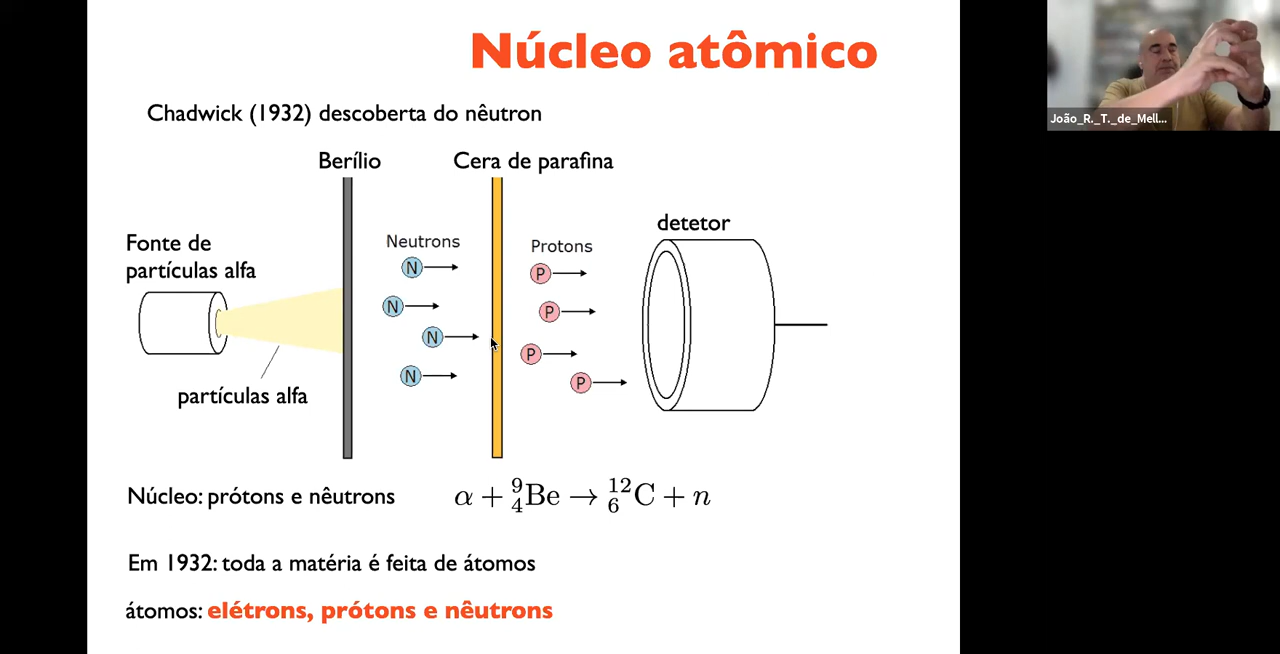 Núcleo atômico
João_R._T._de_Mell...
Chadwick (1932) descoberta do nêutron
Berílio
Cera de parafina
detetor
Fonte de
partículas alfa
Neutrons
Protons
N
P
N
P
N
P
N
P
partículas alfa
Núcleo: prótons e nêutrons
α + ⁹₄Be → ¹²₆C + n
Em 1932: toda a matéria é feita de átomos
átomos: elétrons, prótons e nêutrons